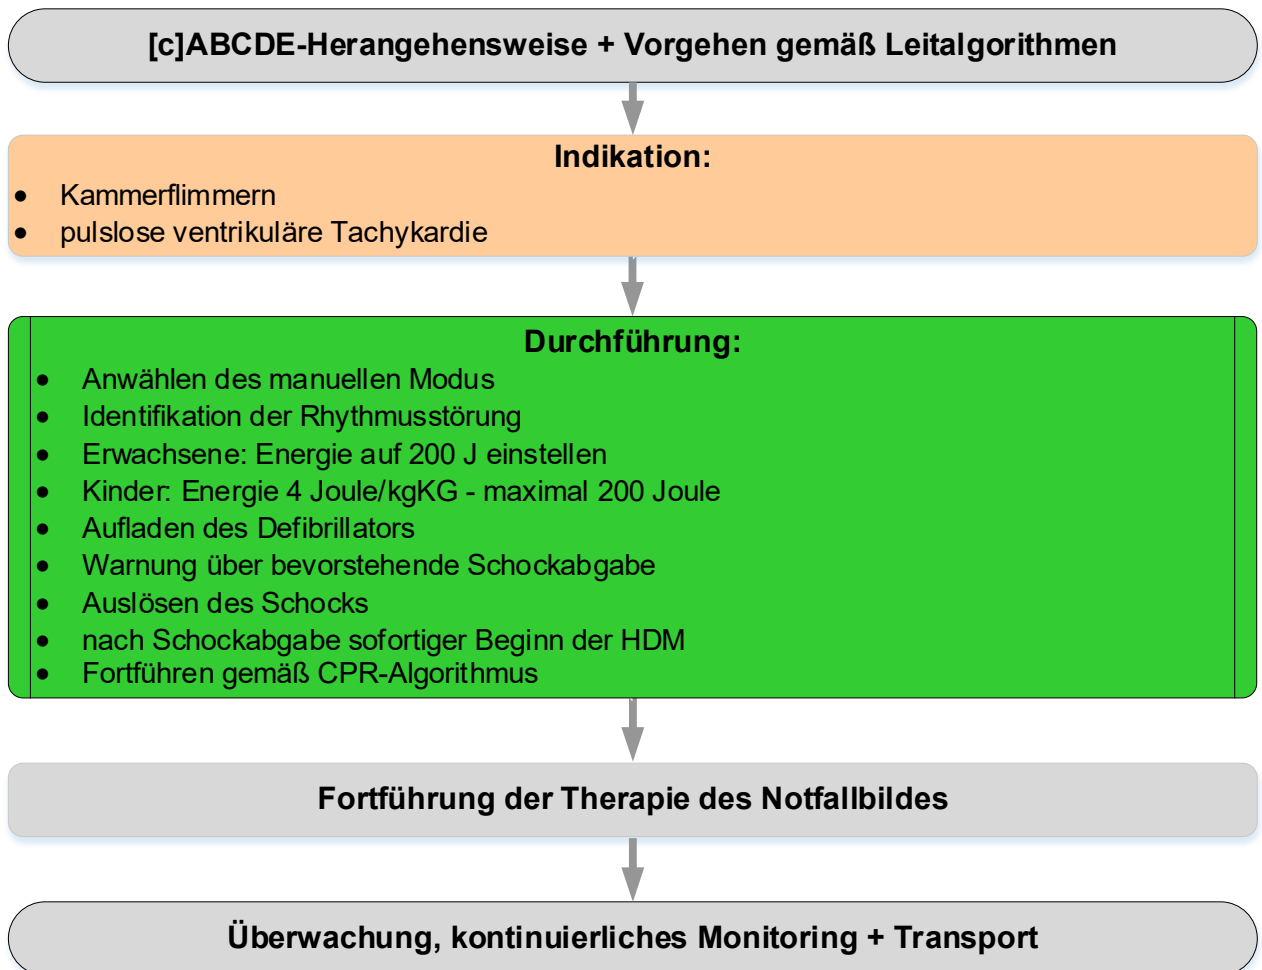 [c]ABCDE-Herangehensweise + Vorgehen gemäß Leitalgorithmen
Indikation:
• Kammerflimmern
• pulslose ventrikuläre Tachykardie
Durchführung:
• Anwählen des manuellen Modus
• Identifikation der Rhythmusstörung
• Erwachsene: Energie auf 200 J einstellen
• Kinder: Energie 4 Joule/kgKG - maximal 200 Joule
• Aufladen des Defibrillators
• Warnung über bevorstehende Schockabgabe
• Auslösen des Schocks
• nach Schockabgabe sofortiger Beginn der HDM
• Fortführen gemäß CPR-Algorithmus
Fortführung der Therapie des Notfallbildes
Überwachung, kontinuierliches Monitoring + Transport